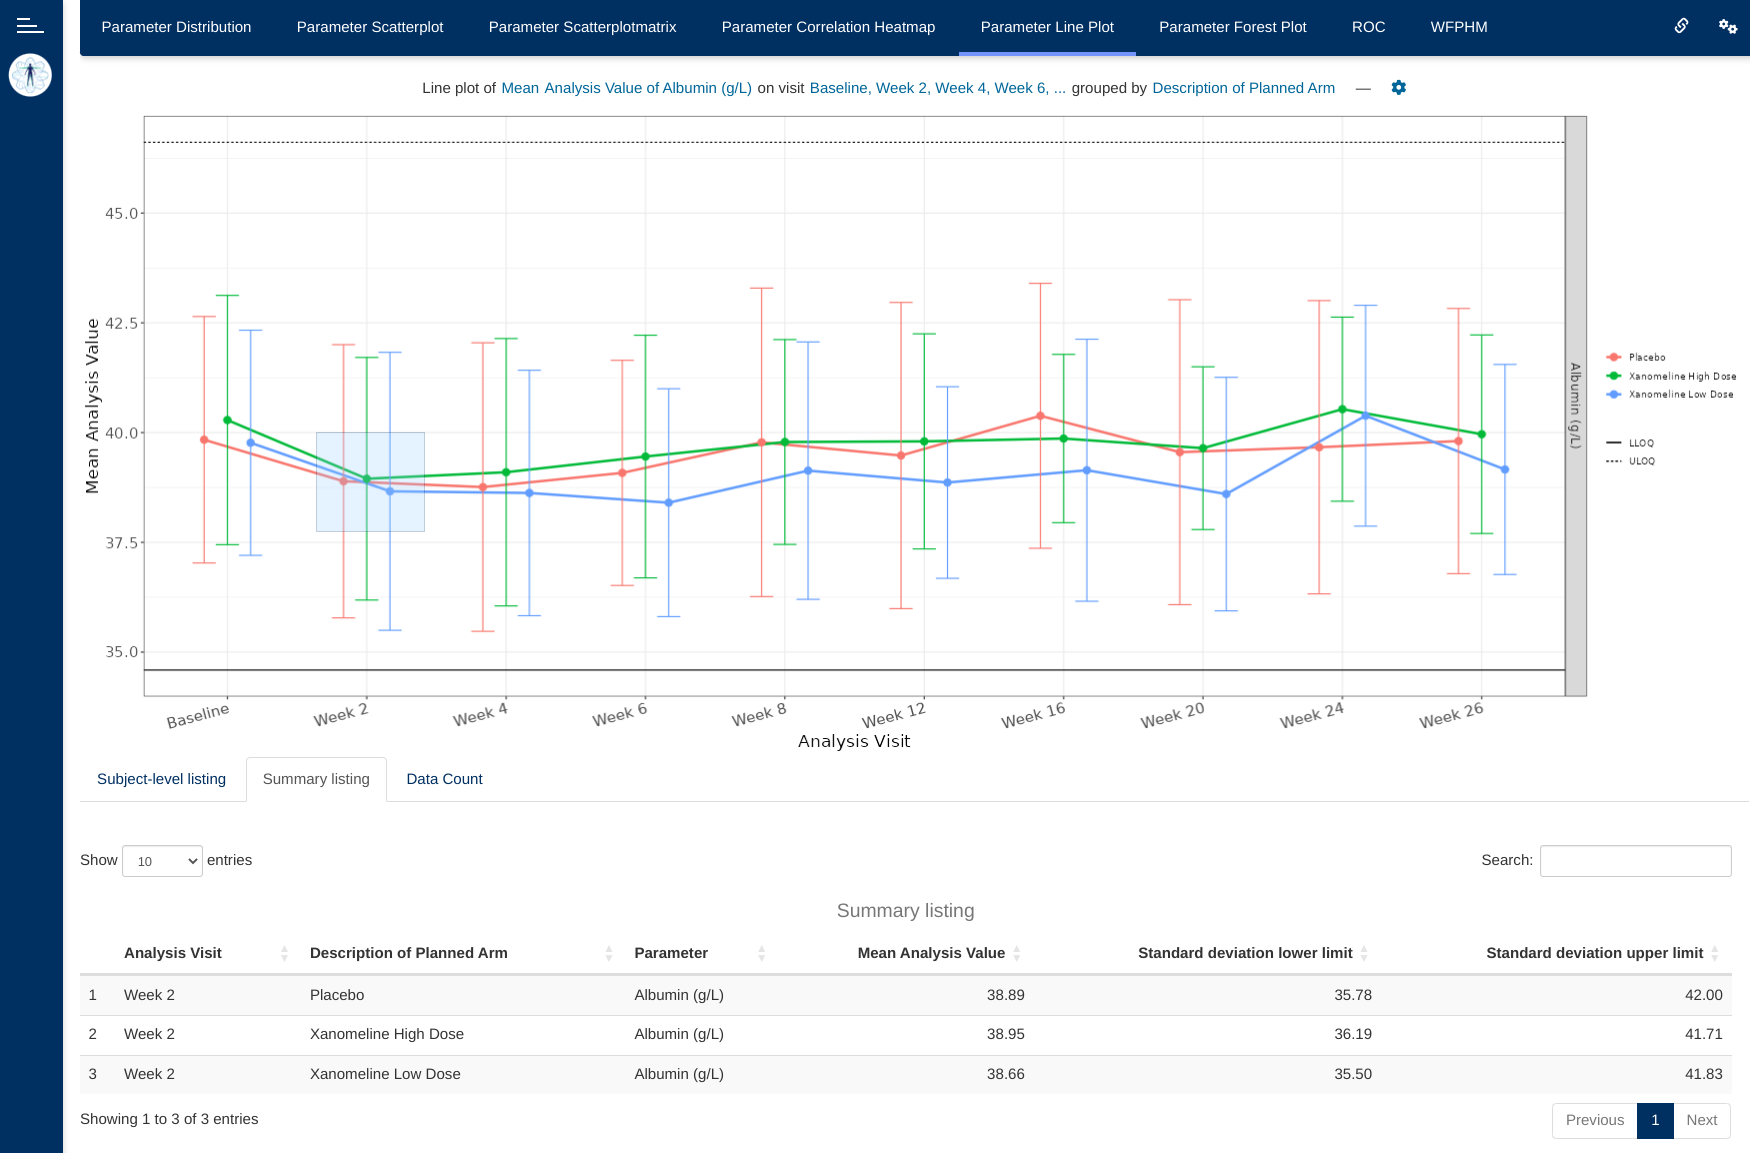 Parameter Distribution Parameter Scatterplot Parameter Scatterplotmatrix Parameter Correlation Heatmap Parameter Line Plot Parameter Forest Plot ROC WFPHM
Line plot of Mean Analysis Value of Albumin (g/L) on visit Baseline, Week 2, Week 4, Week 6, ... grouped by Description of Planned Arm —
Mean Analysis Value
45.0
42.5
40.0
37.5
35.0
Albumin (g/L)
Placebo
Xanomeline High Dose
Xanomeline Low Dose
LLOQ
ULOQ
Baseline Week 2 Week 4 Week 6 Week 8 Week 12 Week 16 Week 20 Week 24 Week 26
Analysis Visit
Subject-level listing Summary listing Data Count
Show 10 entries Search:
Summary listing
Analysis Visit Description of Planned Arm Parameter Mean Analysis Value Standard deviation lower limit Standard deviation upper limit
1 Week 2 Placebo Albumin (g/L) 38.89 35.78 42.00
2 Week 2 Xanomeline High Dose Albumin (g/L) 38.95 36.19 41.71
3 Week 2 Xanomeline Low Dose Albumin (g/L) 38.66 35.50 41.83
Showing 1 to 3 of 3 entries Previous 1 Next